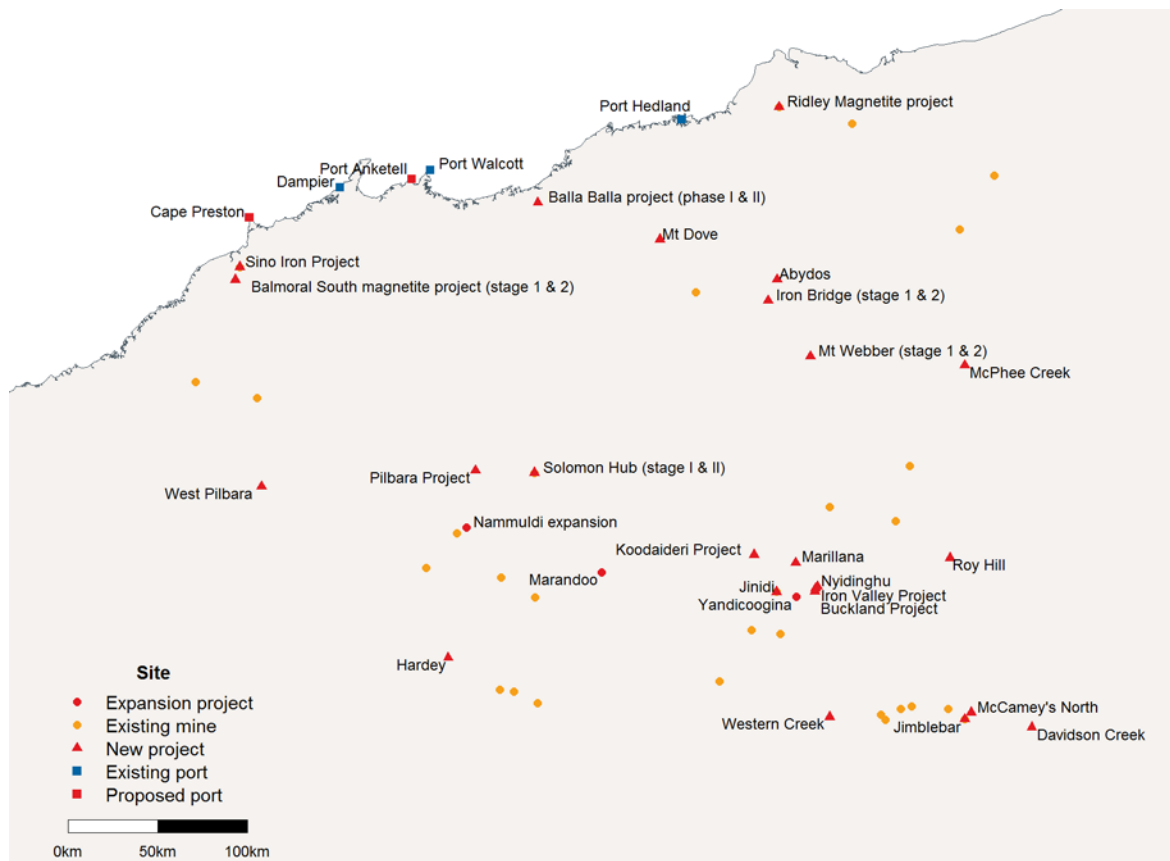 Ridley Magnetite project
Port Hedland
Port Anketell
Port Walcott
Dampier
Balla Balla project (phase I & II)
Cape Preston
Mt Dove
Sino Iron Project
Abydos
Balmoral South magnetite project (stage 1 & 2)
Iron Bridge (stage 1 & 2)
Mt Webber (stage 1 & 2)
McPhee Creek
Pilbara Project
Solomon Hub (stage I & II)
West Pilbara
Nammuldi expansion
Koodaideri Project
Marillana
Roy Hill
Marandoo
Jinidi
Nyidinghu
Yandicoogina
Iron Valley Project
Buckland Project
Hardey
Western Creek
Jimblebar
McCamey's North
Davidson Creek
Site
Expansion project
Existing mine
New project
Existing port
Proposed port
0km 50km 100km